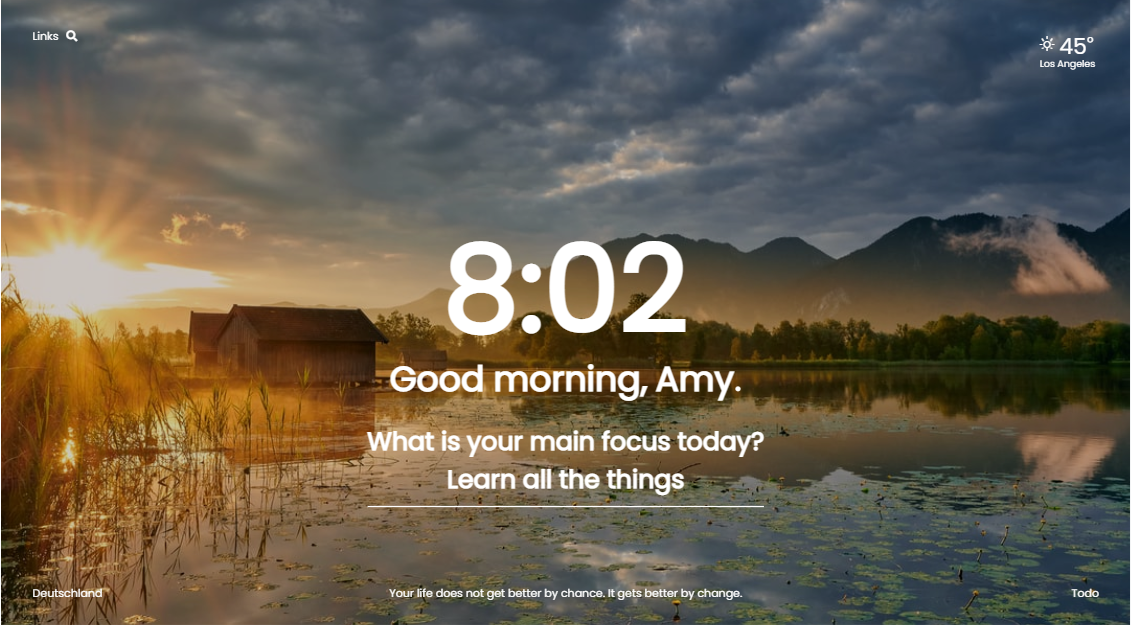 Links
45°
Los Angeles
8:02
Good morning, Amy.
What is your main focus today?
Learn all the things
Deutschland
Your life does not get better by chance. It gets better by change.
Todo